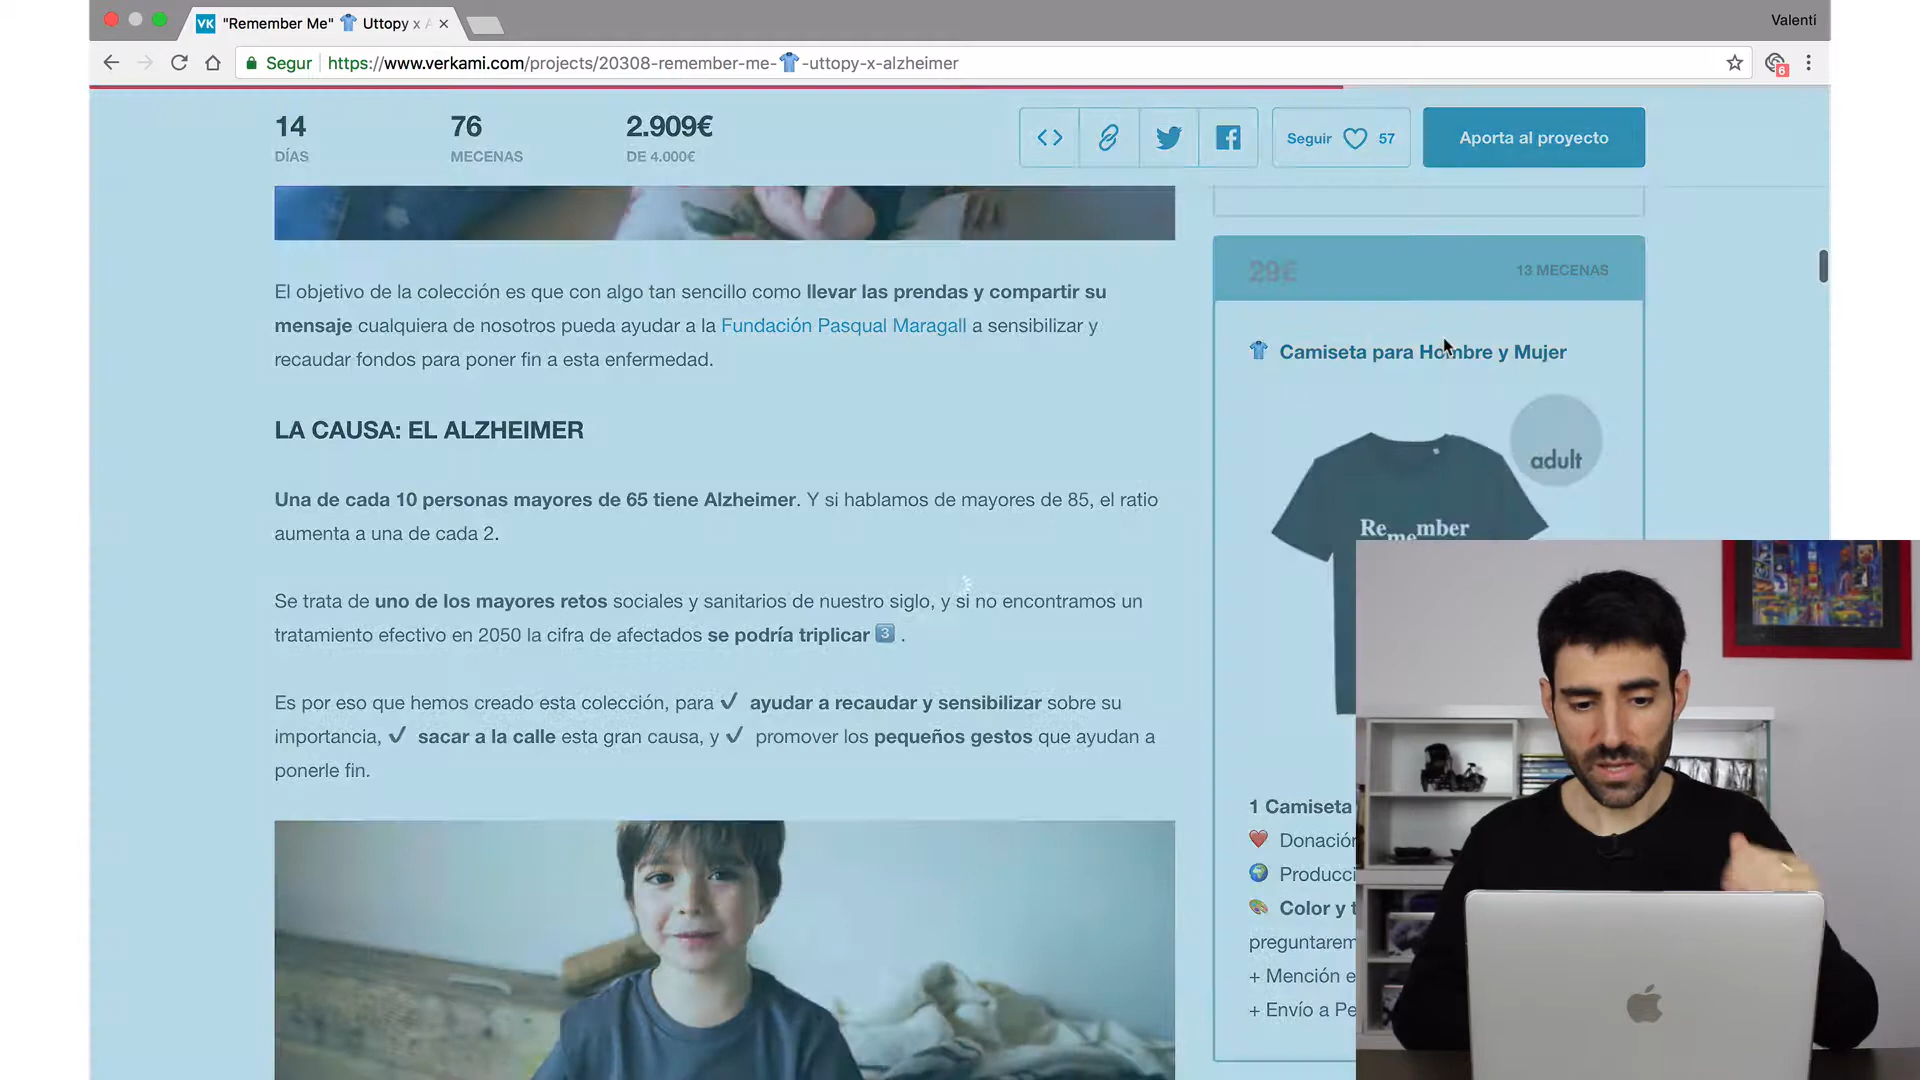 Valentí
VK "Remember Me" 👕 Uttopy x
Segur https://www.verkami.com/projects/20308-remember-me-👕-uttopy-x-alzheimer
6
14
DÍAS
76
MECENAS
2.909€
DE 4.000€
Seguir 57
Aporta al proyecto
El objetivo de la colección es que con algo tan sencillo como llevar las prendas y compartir su
mensaje cualquiera de nosotros pueda ayudar a la Fundación Pasqual Maragall a sensibilizar y
recaudar fondos para poner fin a esta enfermedad.
LA CAUSA: EL ALZHEIMER
Una de cada 10 personas mayores de 65 tiene Alzheimer. Y si hablamos de mayores de 85, el ratio
aumenta a una de cada 2.
Se trata de uno de los mayores retos sociales y sanitarios de nuestro siglo, y si no encontramos un
tratamiento efectivo en 2050 la cifra de afectados se podría triplicar 3️⃣ .
Es por eso que hemos creado esta colección, para ✓ ayudar a recaudar y sensibilizar sobre su
importancia, ✓ sacar a la calle esta gran causa, y ✓ promover los pequeños gestos que ayudan a
ponerle fin.
29€
13 MECENAS
👕 Camiseta para Hombre y Mujer
adult
Re mber
me
1 Camiseta
❤️ Donación
🌍 Producci
🎨 Color y t
preguntarem
+ Mención e
+ Envío a Pe